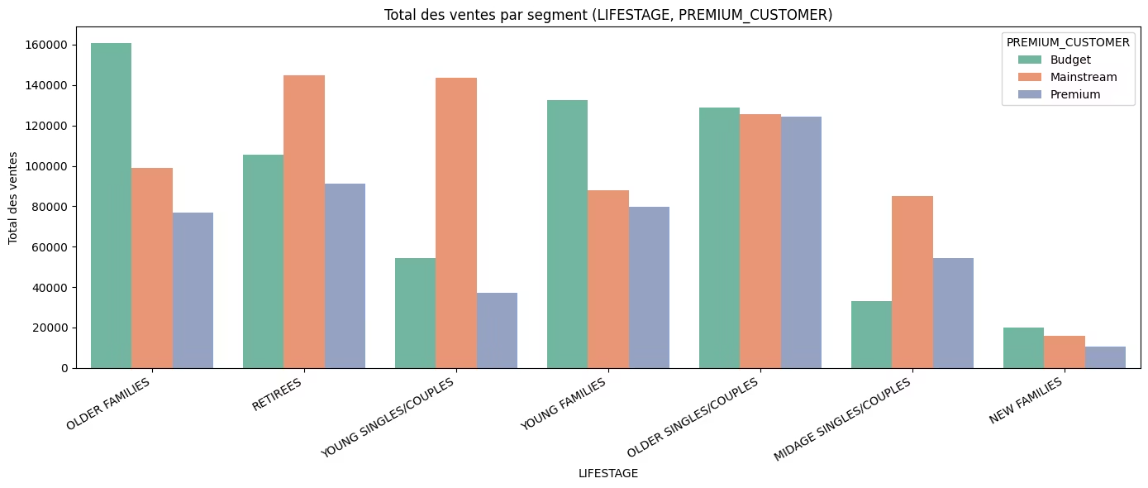 Total des ventes par segment (LIFESTAGE, PREMIUM_CUSTOMER)
PREMIUM_CUSTOMER
Budget
Mainstream
Premium
Total des ventes
160000
140000
120000
100000
80000
60000
40000
20000
0
OLDER FAMILIES
RETIREES
YOUNG SINGLES/COUPLES
YOUNG FAMILIES
OLDER SINGLES/COUPLES
MIDAGE SINGLES/COUPLES
NEW FAMILIES
LIFESTAGE